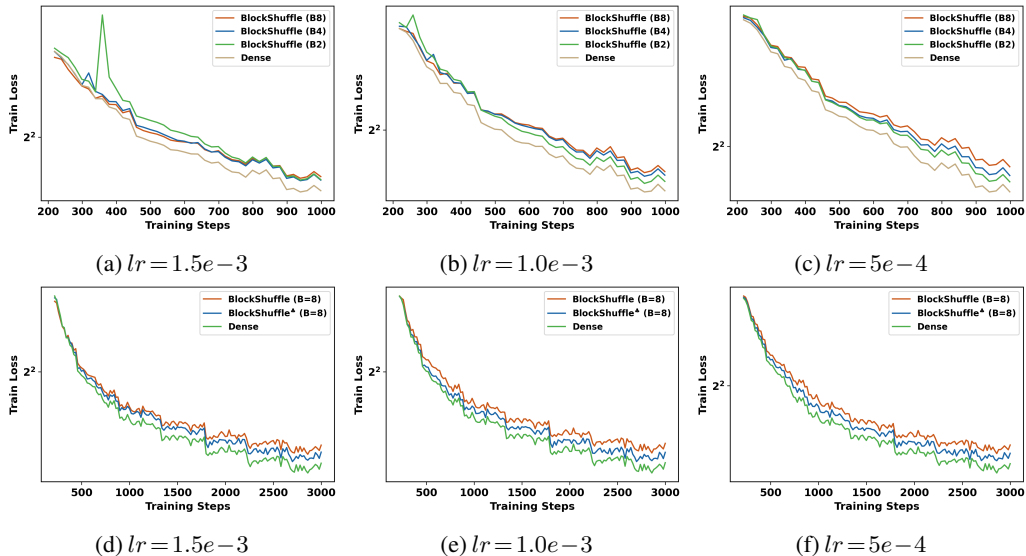 BlockShuffle (B8)
BlockShuffle (B4)
BlockShuffle (B2)
Dense
Train Loss
2²
200 300 400 500 600 700 800 900 1000
Training Steps
(a) lr = 1.5e−3
BlockShuffle (B8)
BlockShuffle (B4)
BlockShuffle (B2)
Dense
Train Loss
2²
200 300 400 500 600 700 800 900 1000
Training Steps
(b) lr = 1.0e−3
BlockShuffle (B8)
BlockShuffle (B4)
BlockShuffle (B2)
Dense
Train Loss
2²
200 300 400 500 600 700 800 900 1000
Training Steps
(c) lr = 5e−4
BlockShuffle (B=8)
BlockShuffle▲ (B=8)
Dense
Train Loss
2²
500 1000 1500 2000 2500 3000
Training Steps
(d) lr = 1.5e−3
BlockShuffle (B=8)
BlockShuffle▲ (B=8)
Dense
Train Loss
2²
500 1000 1500 2000 2500 3000
Training Steps
(e) lr = 1.0e−3
BlockShuffle (B=8)
BlockShuffle▲ (B=8)
Dense
Train Loss
2²
500 1000 1500 2000 2500 3000
Training Steps
(f) lr = 5e−4